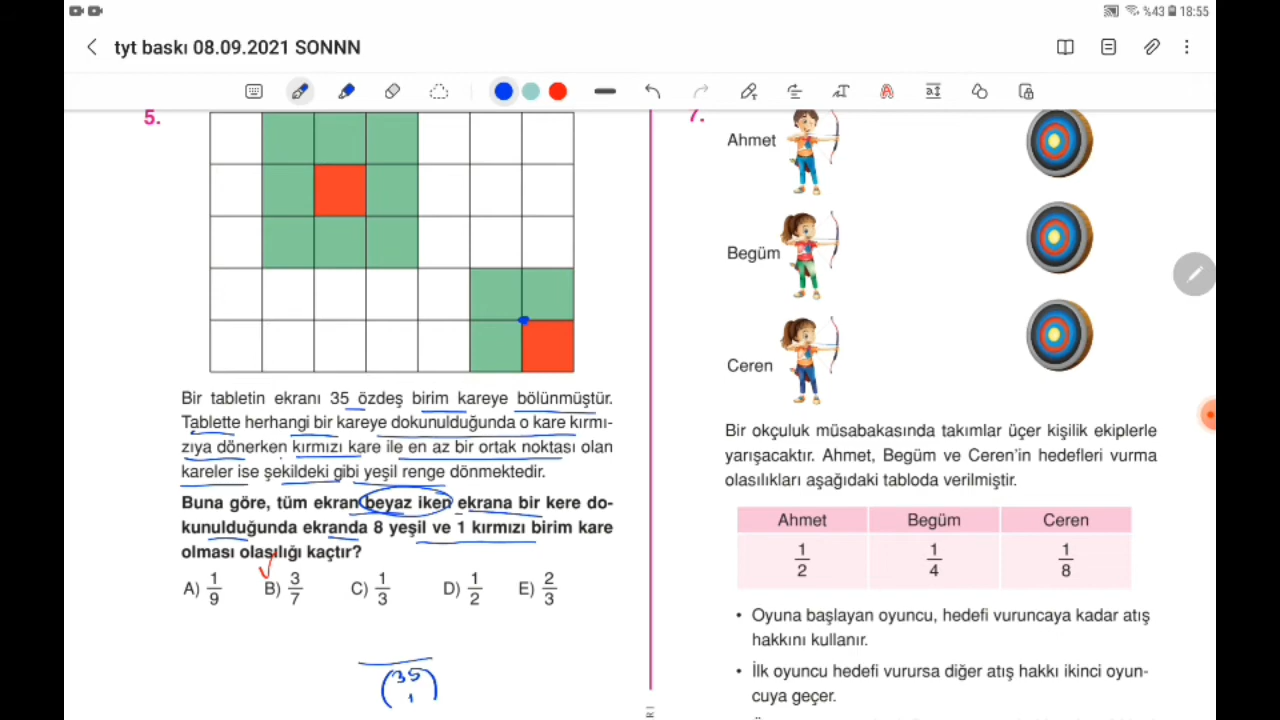 %43 18:55
tyt baskı 08.09.2021 SONNN
5.
Bir tabletin ekranı 35 özdeş birim kareye bölünmüştür.
Tablette herhangi bir kareye dokunulduğunda o kare kırmı-
zıya dönerken kırmızı kare ile en az bir ortak noktası olan
kareler ise şekildeki gibi yeşil renge dönmektedir.
Buna göre, tüm ekran beyaz iken ekrana bir kere do-
kunulduğunda ekranda 8 yeşil ve 1 kırmızı birim kare
olması olasılığı kaçtır?
A) 1/9 B) 3/7 C) 1/3 D) 1/2 E) 2/3
(35
1)
7.
Ahmet
Begüm
Ceren
Bir okçuluk müsabakasında takımlar üçer kişilik ekiplerle
yarışacaktır. Ahmet, Begüm ve Ceren'in hedefleri vurma
olasılıkları aşağıdaki tabloda verilmiştir.
Ahmet Begüm Ceren
1/2 1/4 1/8
• Oyuna başlayan oyuncu, hedefi vuruncaya kadar atış
hakkını kullanır.
• İlk oyuncu hedefi vurursa diğer atış hakkı ikinci oyun-
cuya geçer.